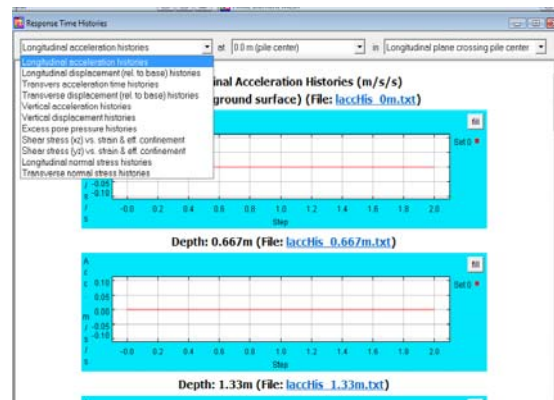 Response Time Histories
Longitudinal acceleration histories at 0.0 m (pile center) in Longitudinal plane crossing pile center
Longitudinal acceleration histories
Longitudinal displacement (rel. to base) histories
Transvers acceleration time histories
Transverse displacement (rel. to base) histories
Vertical acceleration histories
Vertical displacement histories
Excess pore pressure histories
Shear stress (xz) vs. strain & eff. confinement
Shear stress (yz) vs. strain & eff. confinement
Longitudinal normal stress histories
Transverse normal stress histories
inal Acceleration Histories (m/s/s)
ground surface) (File: laccHis_0m.txt)
fill
Set 0
-0.05
-0.10
/
s
-0.0 0.2 0.4 0.6 0.8 1.0 1.2 1.4 1.6 1.8 2.0
Step
Depth: 0.667m (File: laccHis_0.667m.txt)
fill
Set 0
A
c
c
m
/
s
/
s
0.10
0.05
0.00
-0.05
-0.10
-0.0 0.2 0.4 0.6 0.8 1.0 1.2 1.4 1.6 1.8 2.0
Step
Depth: 1.33m (File: laccHis_1.33m.txt)